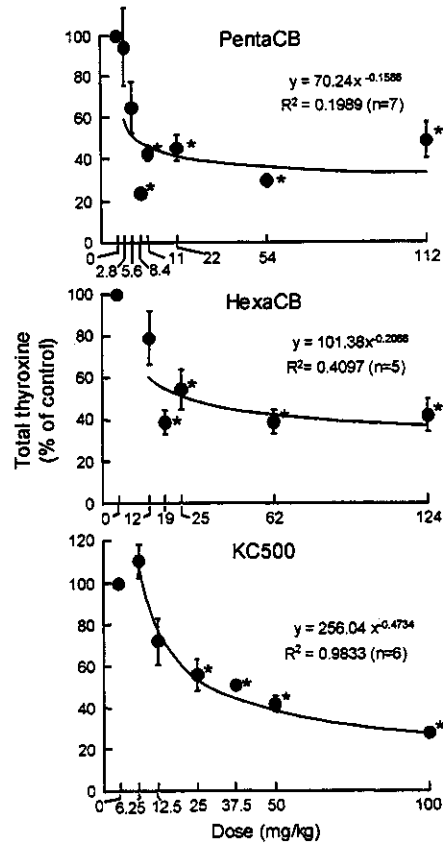 PentaCB
100
80
60
40
20
0
y = 70.24x^-0.1586
R² = 0.1989 (n=7)
* * * * *
0 2.8 5.6 8.4 11 22 54 112
HexaCB
100
80
60
40
20
0
y = 101.38x^-0.2066
R² = 0.4097 (n=5)
* * * *
0 12 19 25 62 124
Total thyroxine
(% of control)
KC500
120
100
80
60
40
20
0
y = 256.04 x^-0.4734
R² = 0.9833 (n=6)
* * * *
0 6.25 12.5 25 37.5 50 100
Dose (mg/kg)